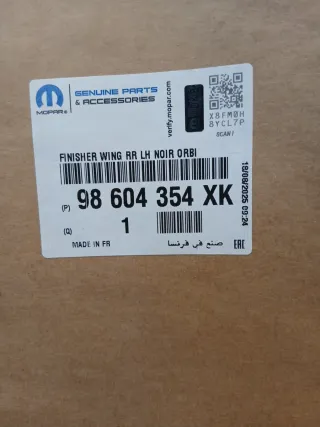 MOPAR®
GENUINE PARTS
& ACCESSORIES
verify.mopar.com
X8FM0H
8YCL7P
SCAN!
FINISHER WING RR LH NOIR ORBI
(P) 98 604 354 XK
(Q) 1
MADE IN FR
صنع في فرنسا
EAC
18/08/2025 09:24